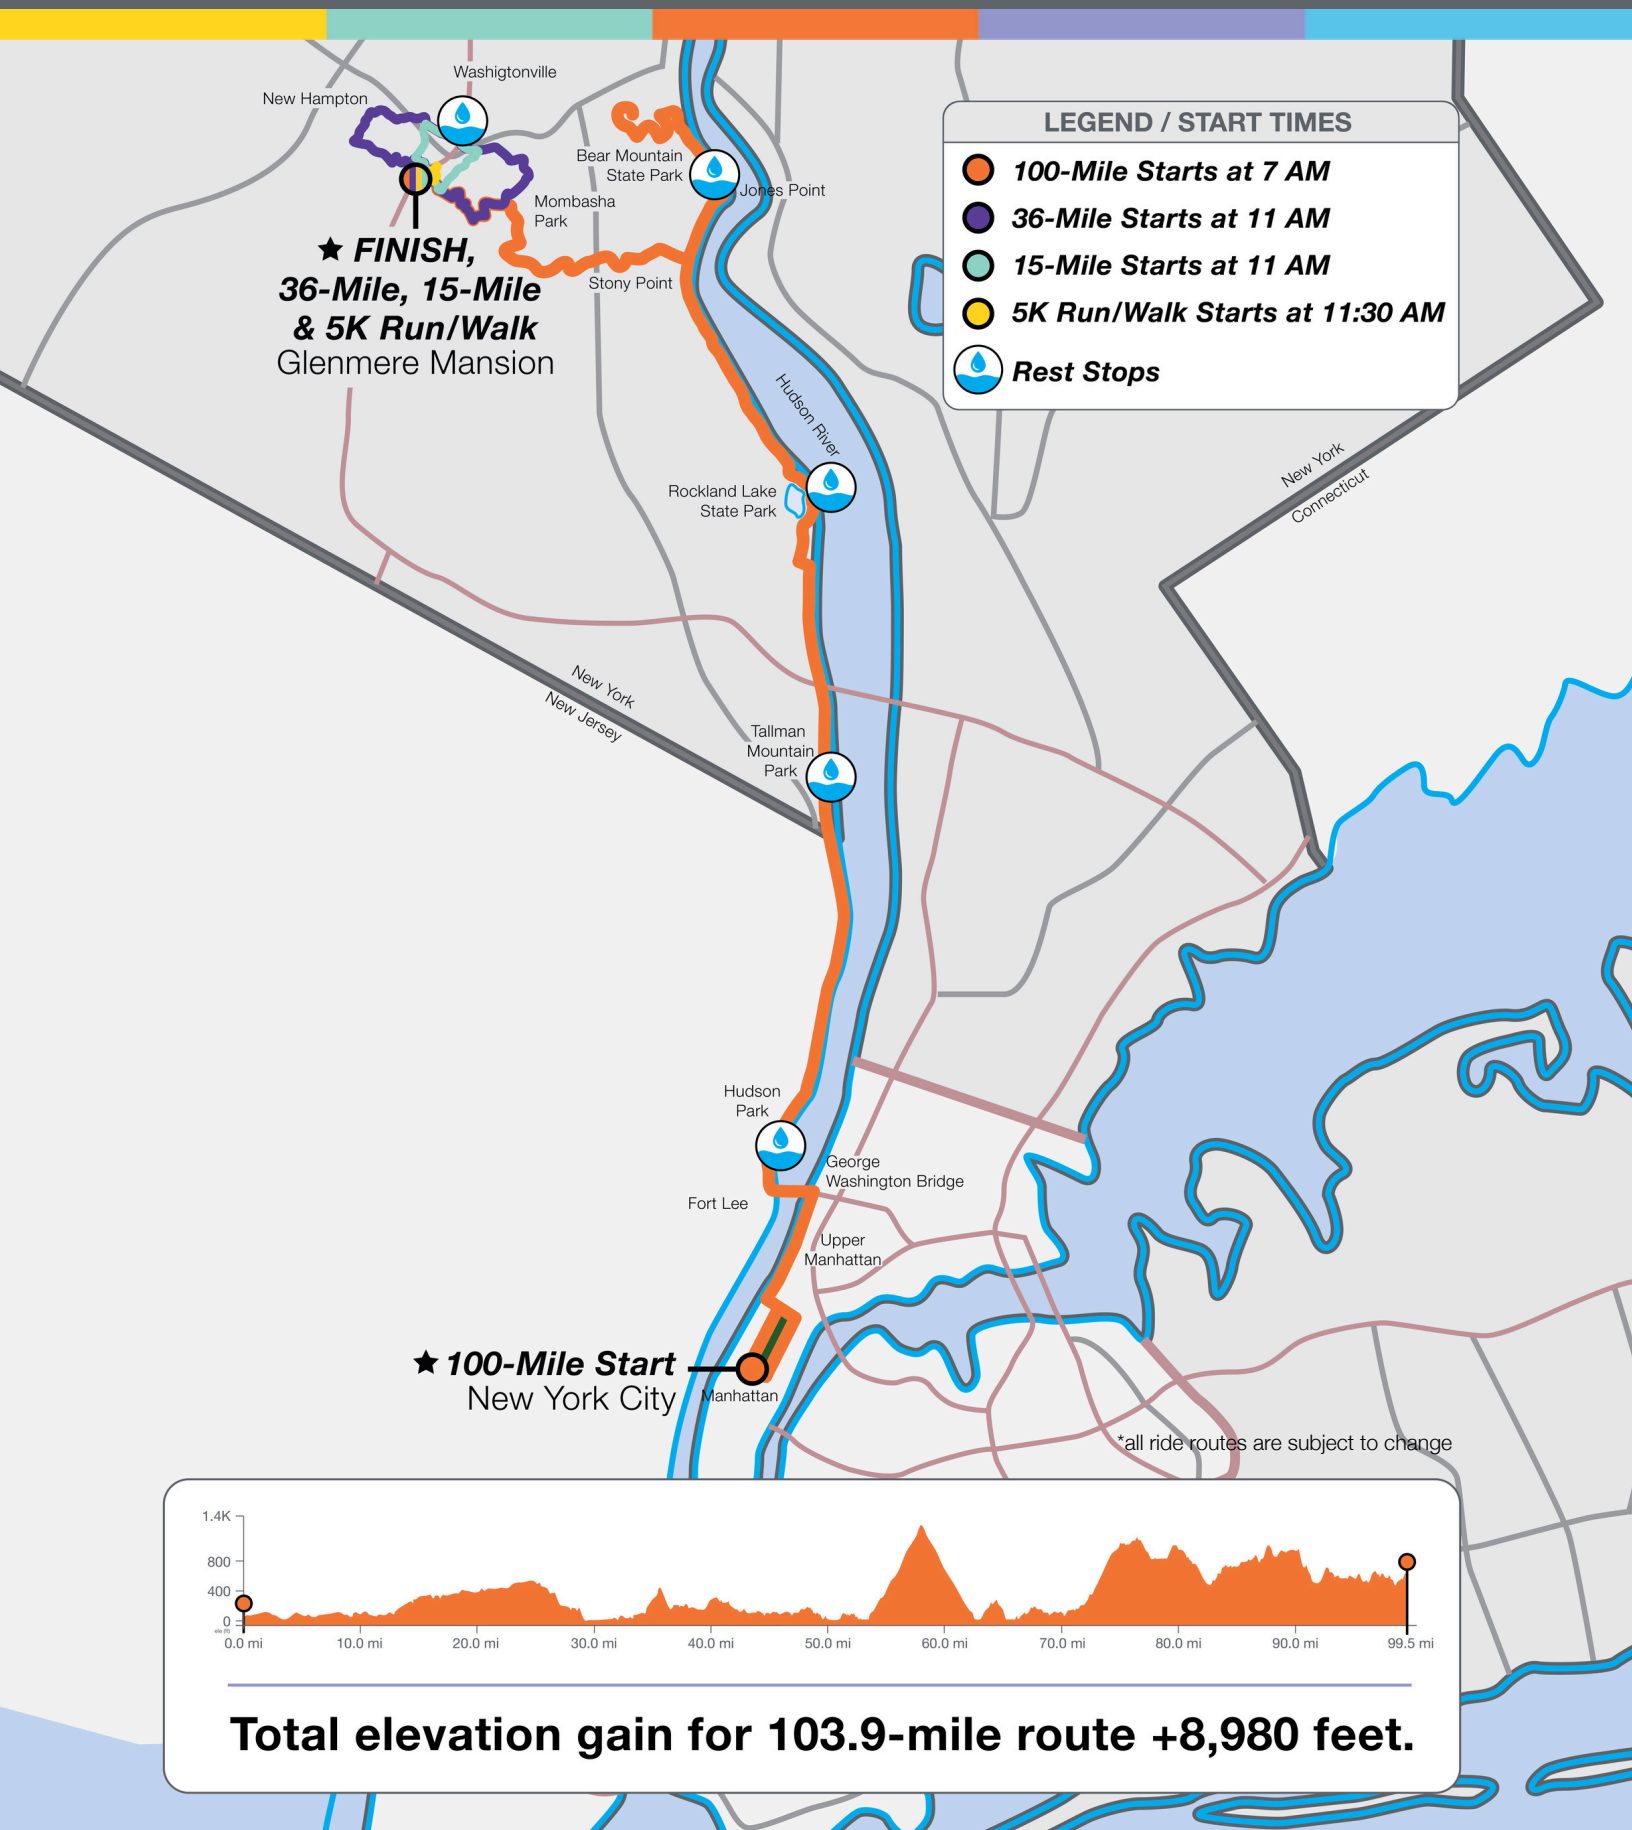 Washigtonville
New Hampton
Bear Mountain
State Park
Jones Point
Mombasha
Park
Stony Point
★ FINISH,
36-Mile, 15-Mile
& 5K Run/Walk
Glenmere Mansion
LEGEND / START TIMES
100-Mile Starts at 7 AM
36-Mile Starts at 11 AM
15-Mile Starts at 11 AM
5K Run/Walk Starts at 11:30 AM
Rest Stops
Hudson River
New York
Connecticut
Rockland Lake
State Park
New York
New Jersey
Tallman
Mountain
Park
Hudson
Park
George
Washington Bridge
Fort Lee
Upper
Manhattan
★ 100-Mile Start
New York City
Manhattan
*all ride routes are subject to change
1.4K
800
400
0
ele (ft)
0.0 mi 10.0 mi 20.0 mi 30.0 mi 40.0 mi 50.0 mi 60.0 mi 70.0 mi 80.0 mi 90.0 mi 99.5 mi
Total elevation gain for 103.9-mile route +8,980 feet.